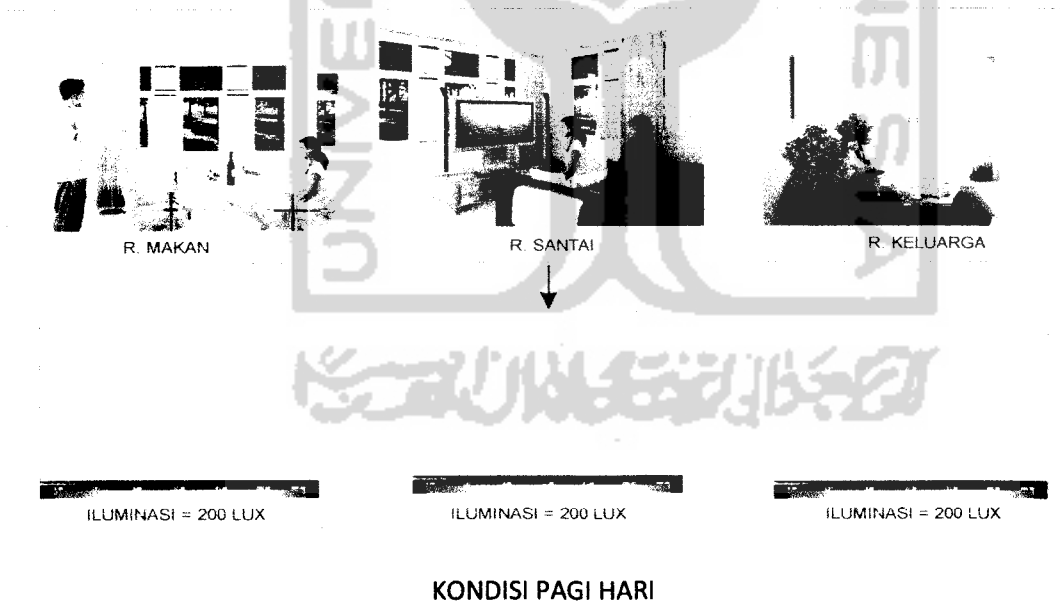 R. MAKAN
R. SANTAI
R. KELUARGA
ILUMINASI = 200 LUX
ILUMINASI = 200 LUX
ILUMINASI = 200 LUX
KONDISI PAGI HARI